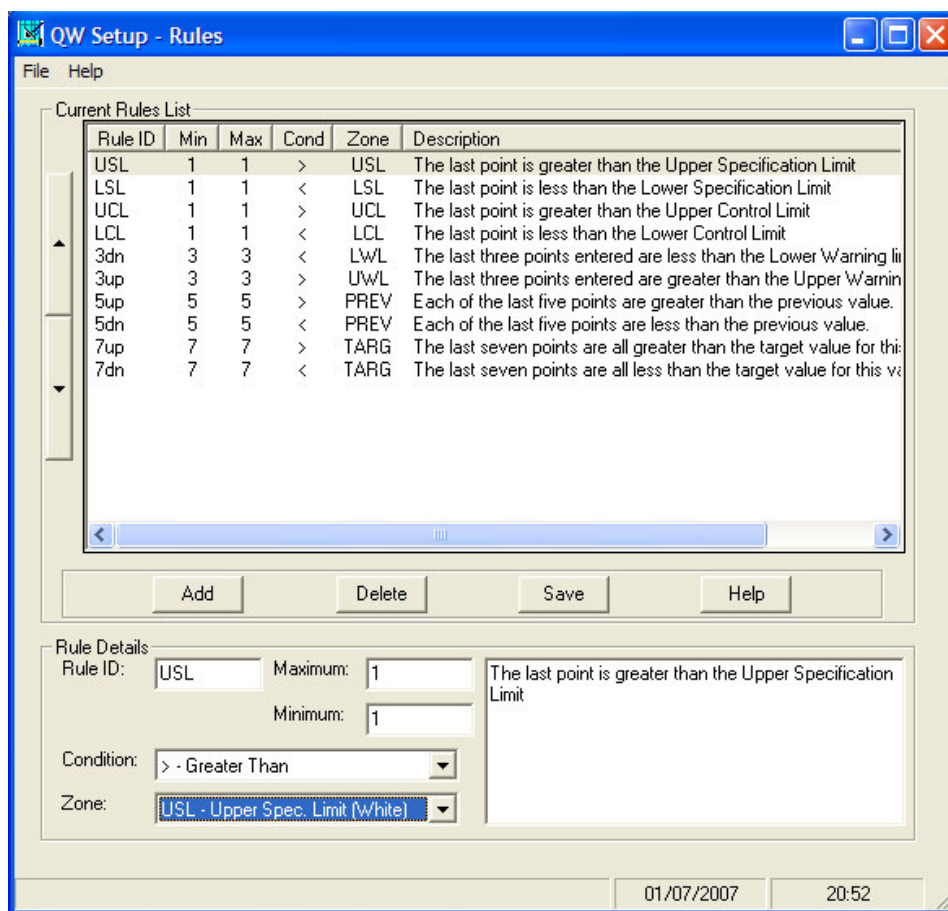 QW Setup - Rules
File Help
Current Rules List
Rule ID Min Max Cond Zone Description
USL 1 1 > USL The last point is greater than the Upper Specification Limit
LSL 1 1 < LSL The last point is less than the Lower Specification Limit
UCL 1 1 > UCL The last point is greater than the Upper Control Limit
LCL 1 1 < LCL The last point is less than the Lower Control Limit
3dn 3 3 < LWL The last three points entered are less than the Lower Warning li
3up 3 3 > UWL The last three points entered are greater than the Upper Warnin
5up 5 5 > PREV Each of the last five points are greater than the previous value.
5dn 5 5 < PREV Each of the last five points are less than the previous value.
7up 7 7 > TARG The last seven points are all greater than the target value for this
7dn 7 7 < TARG The last seven points are all less than the target value for this va
Add Delete Save Help
Rule Details
Rule ID: USL Maximum: 1 The last point is greater than the Upper Specification
Limit
Minimum: 1
Condition: > - Greater Than
Zone: USL - Upper Spec. Limit (White)
01/07/2007 20:52